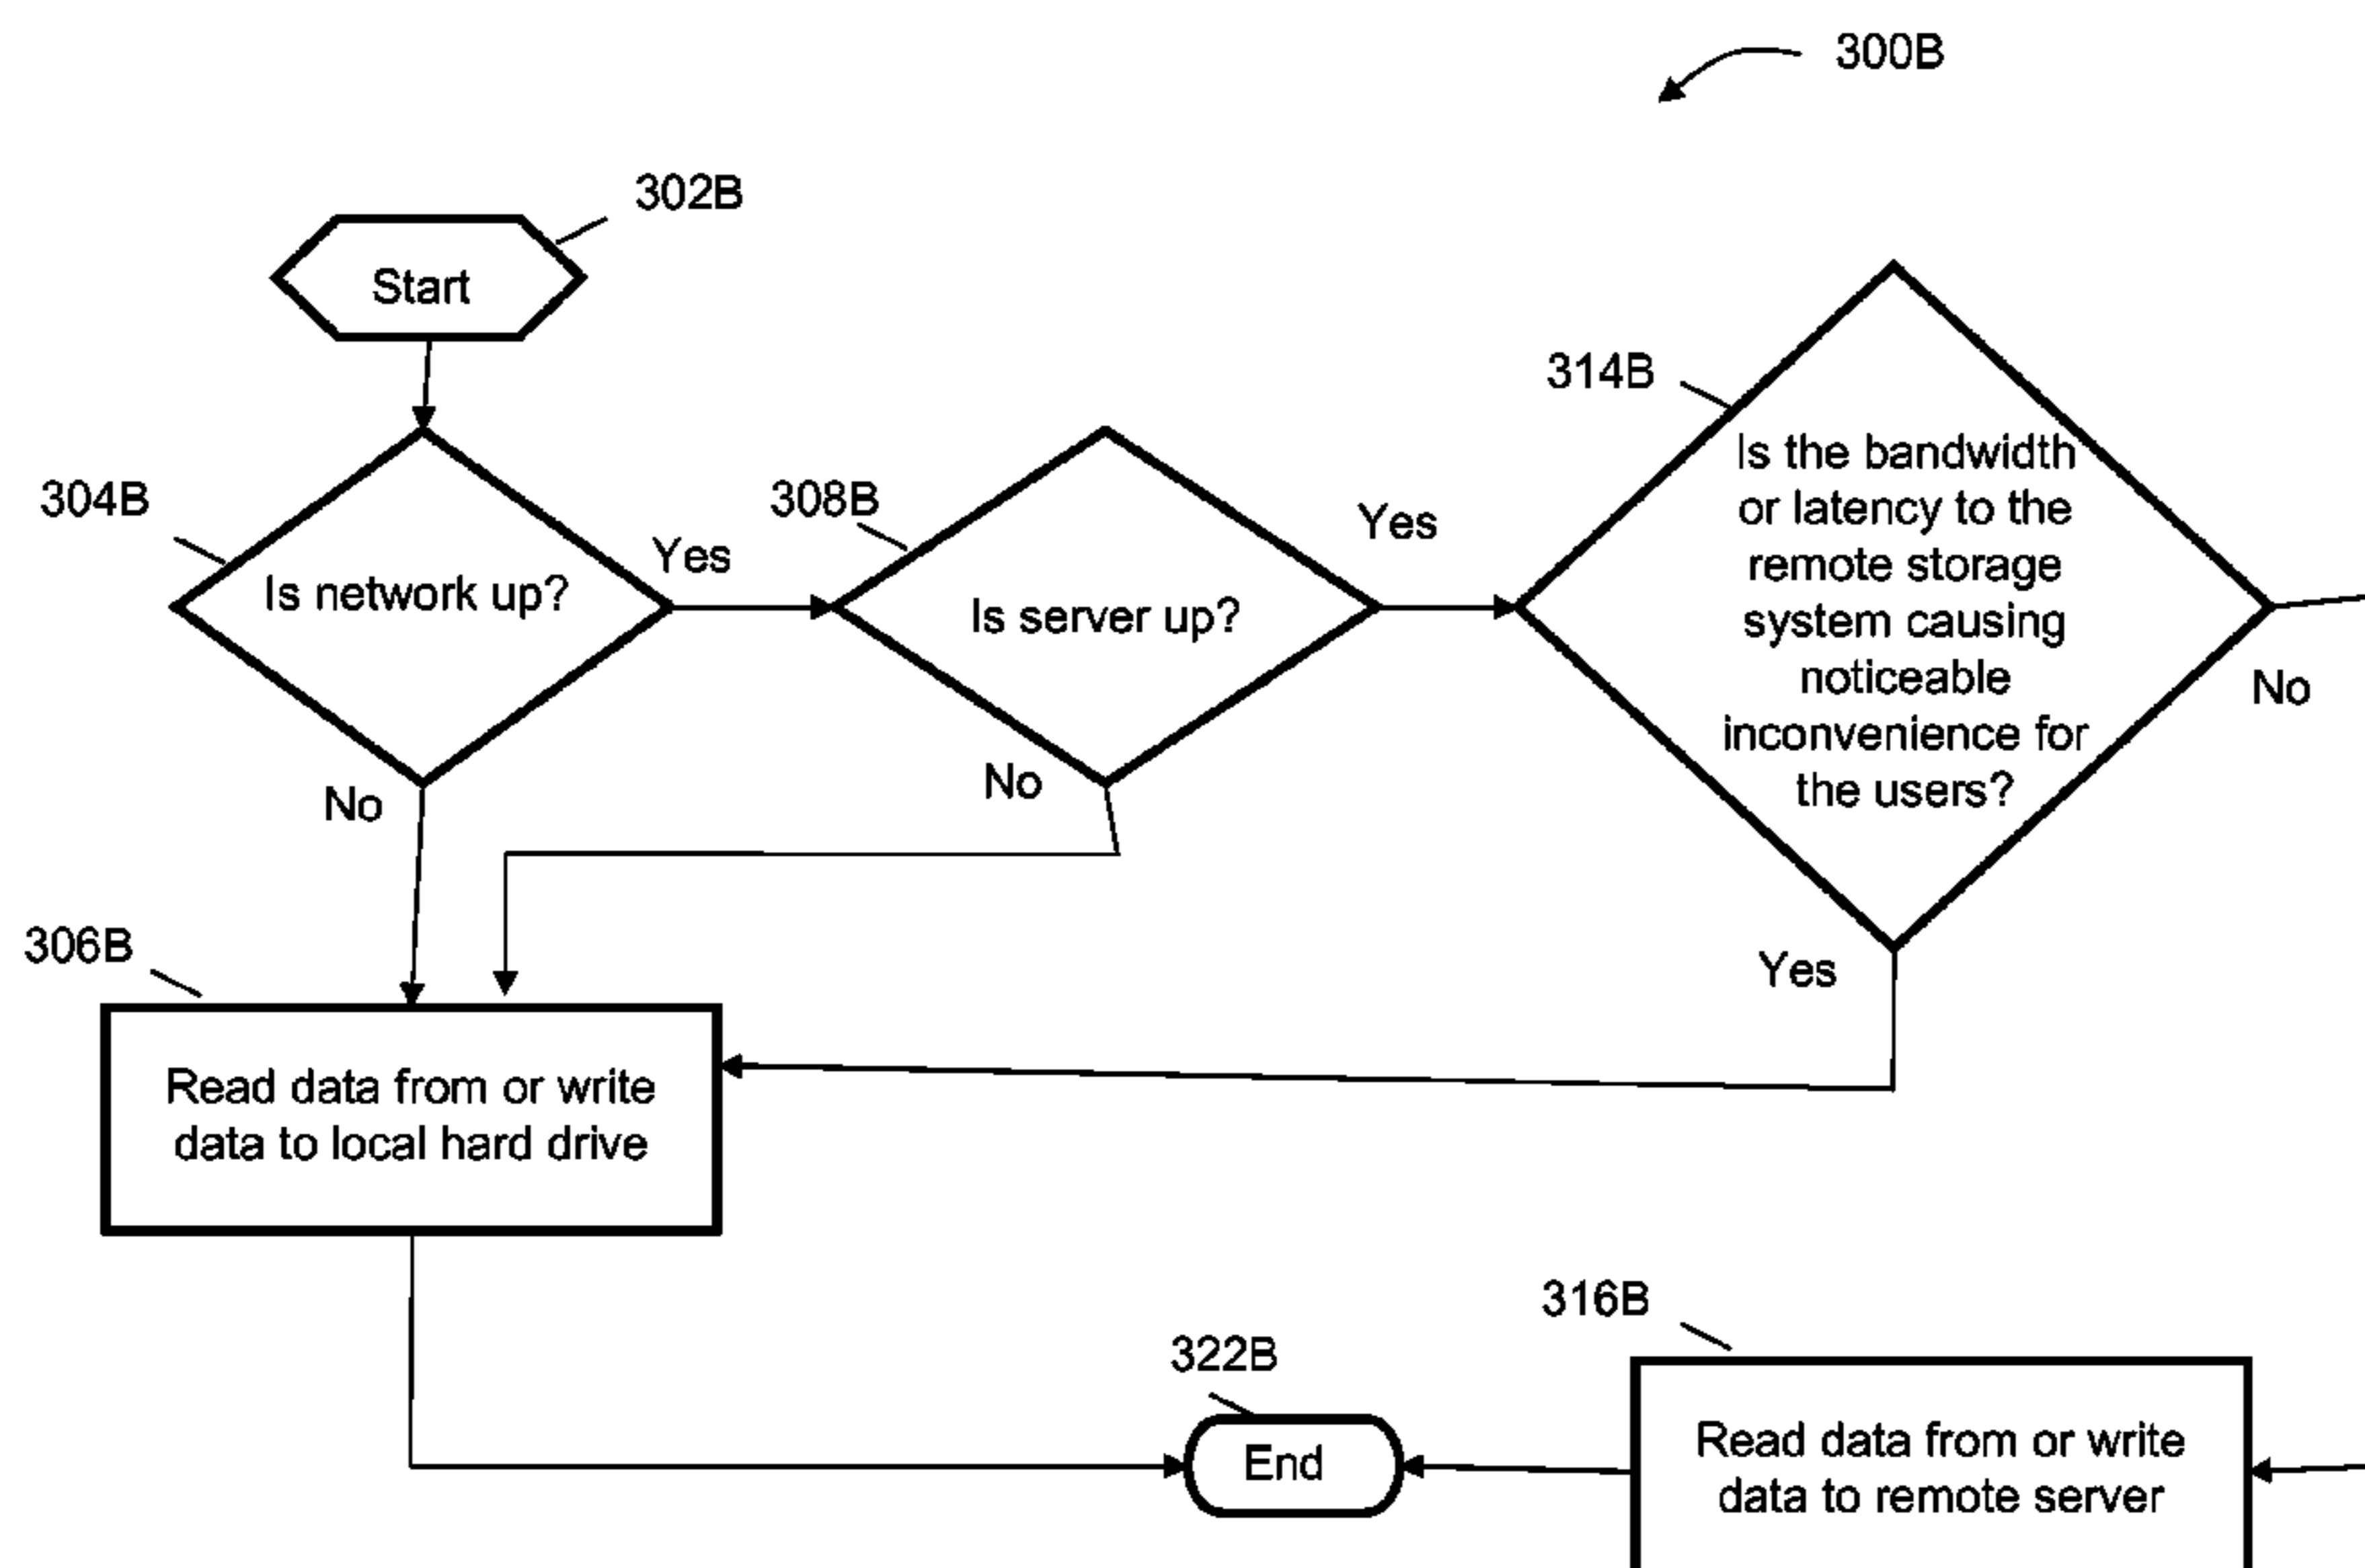 300B
302B
Start
304B
Is network up?
Yes
No
308B
Is server up?
Yes
No
314B
Is the bandwidth
or latency to the
remote storage
system causing
noticeable
inconvenience for
the users?
No
Yes
306B
Read data from or write
data to local hard drive
316B
Read data from or write
data to remote server
322B
End